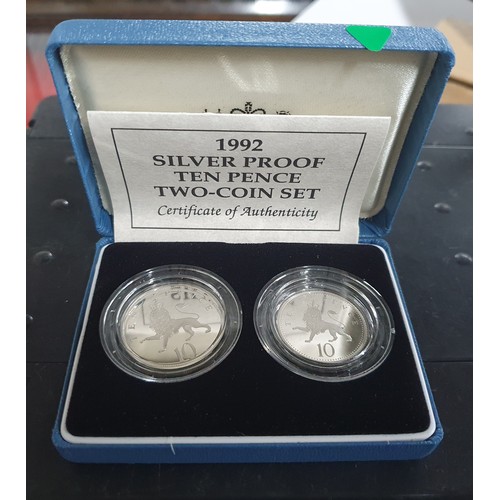 1992
SILVER PROOF
TEN PENCE
TWO-COIN SET
Certificate of Authenticity
10
10